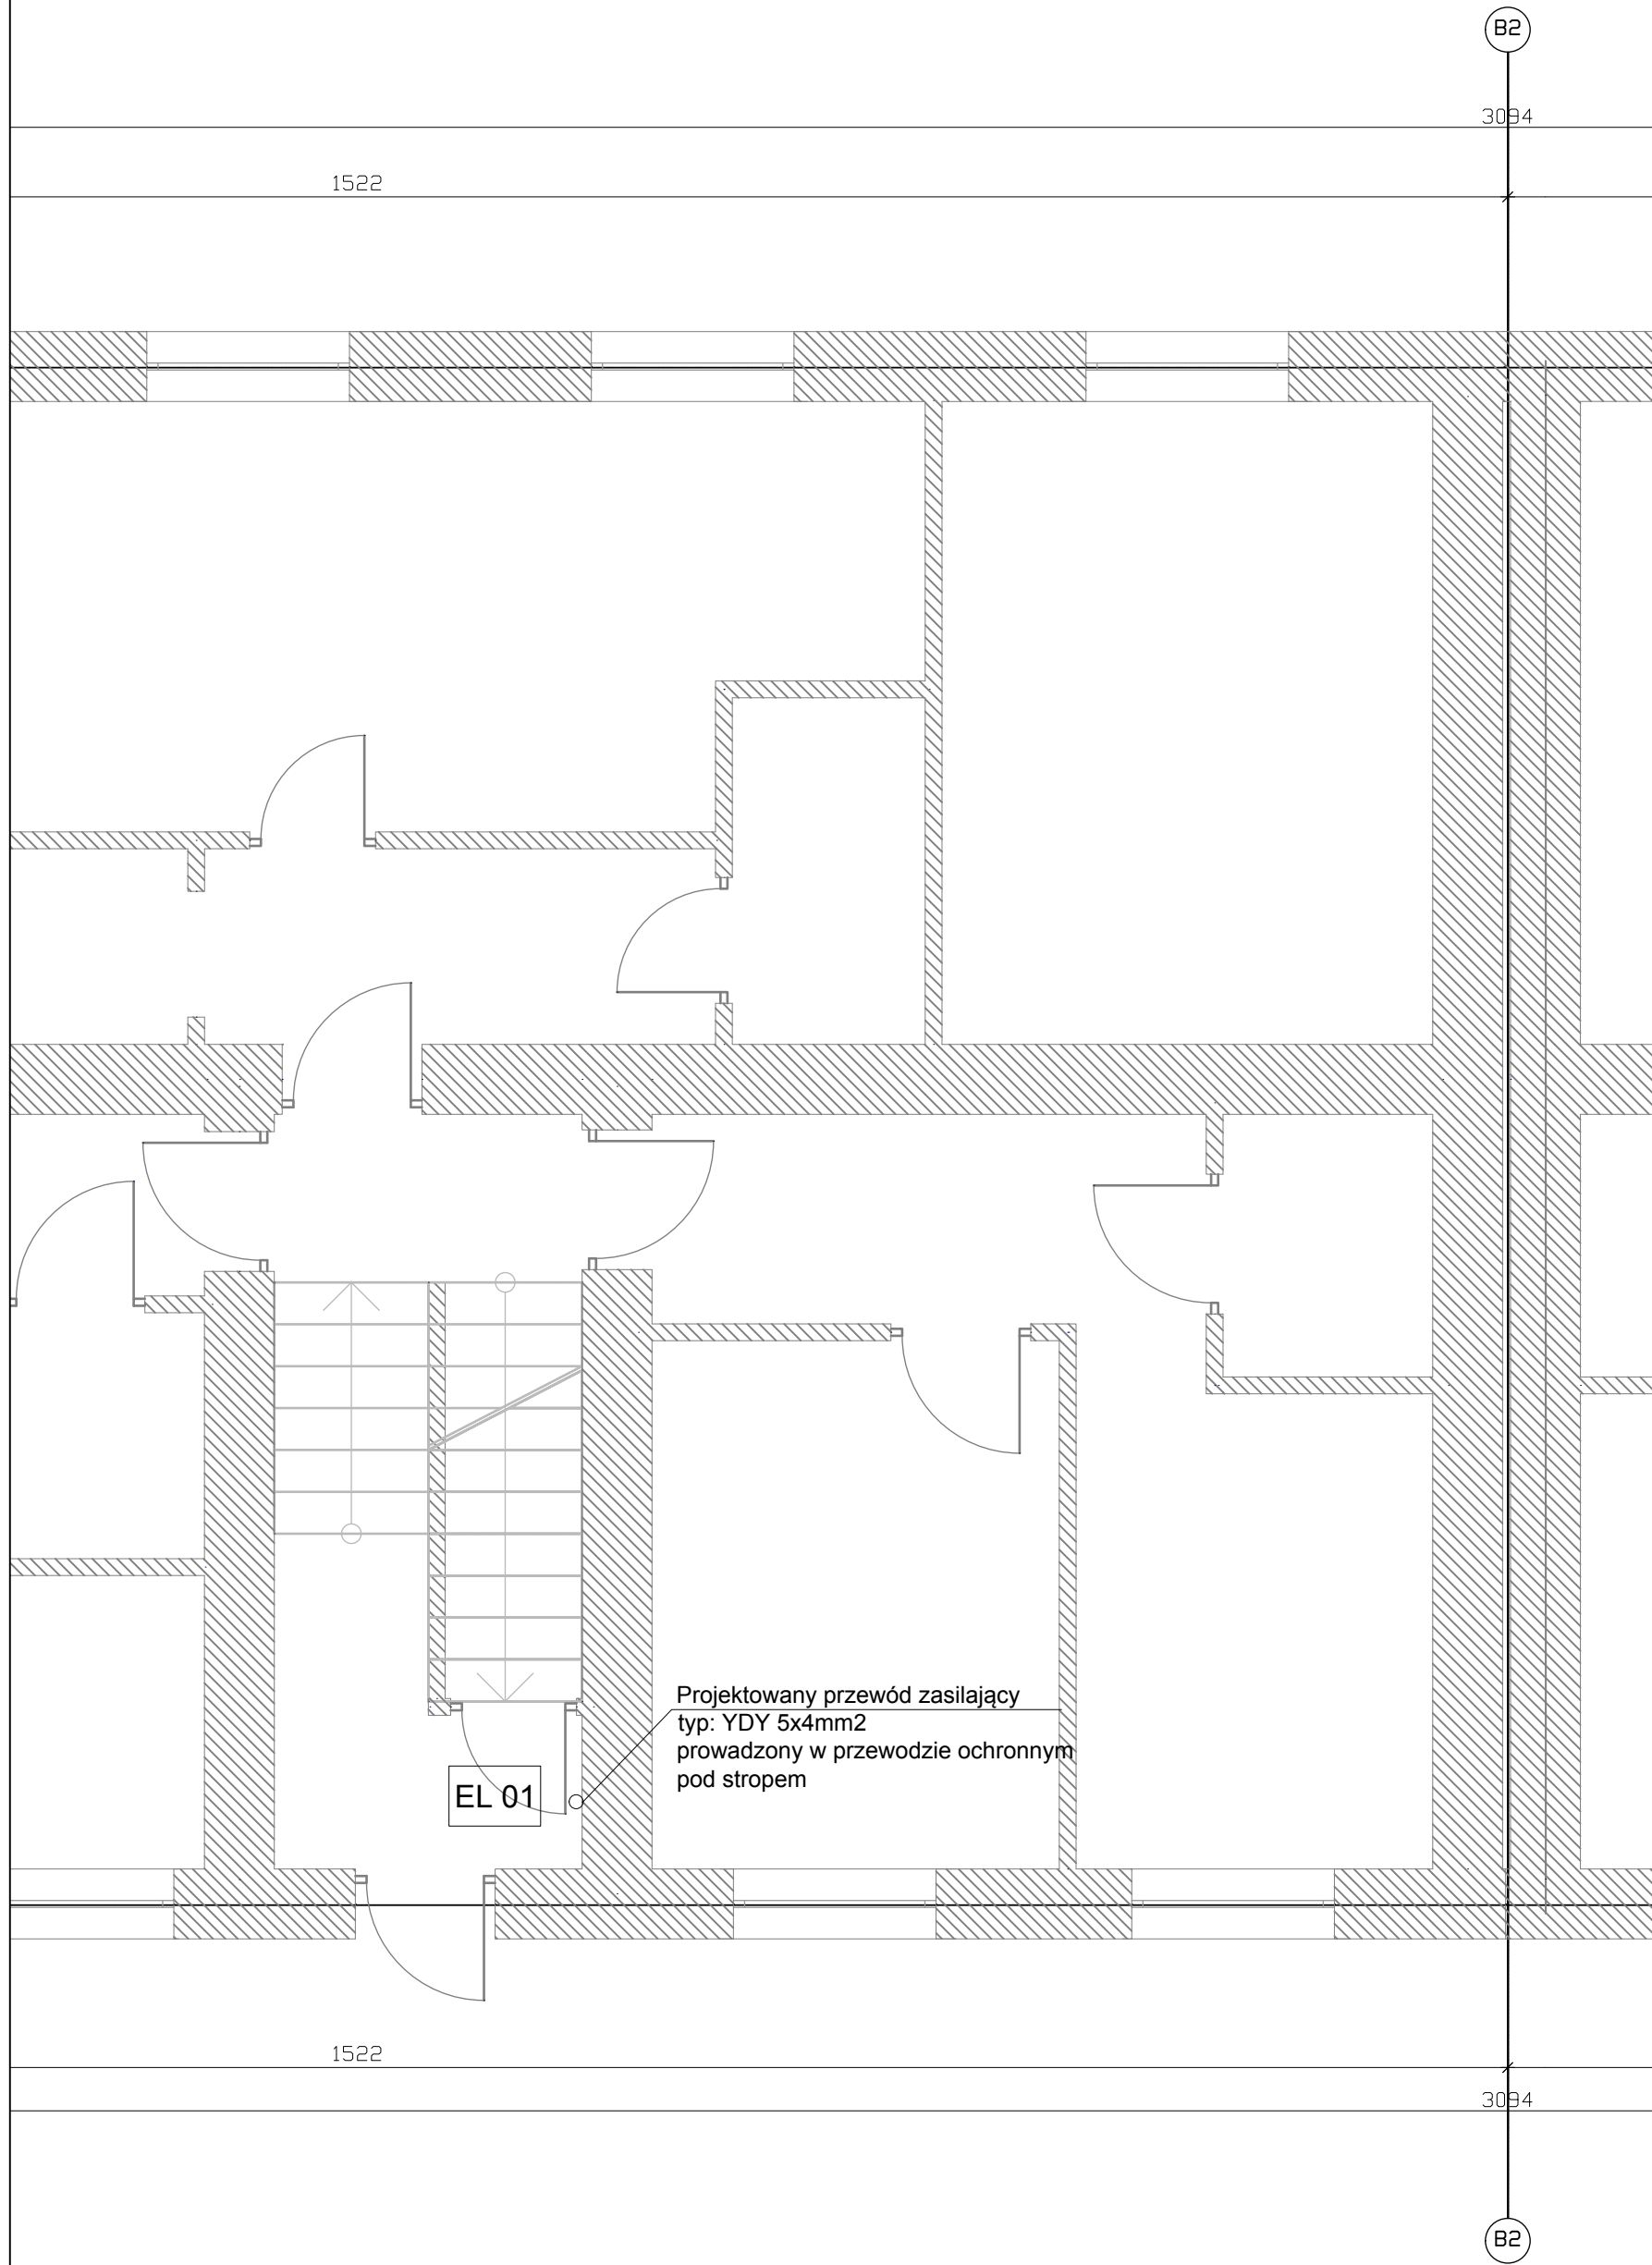 B2
3094
1522
Projektowany przewód zasilający
typ: YDY 5x4mm2
prowadzony w przewodzie ochronnym
pod stropem
EL 01
1522
3094
B2